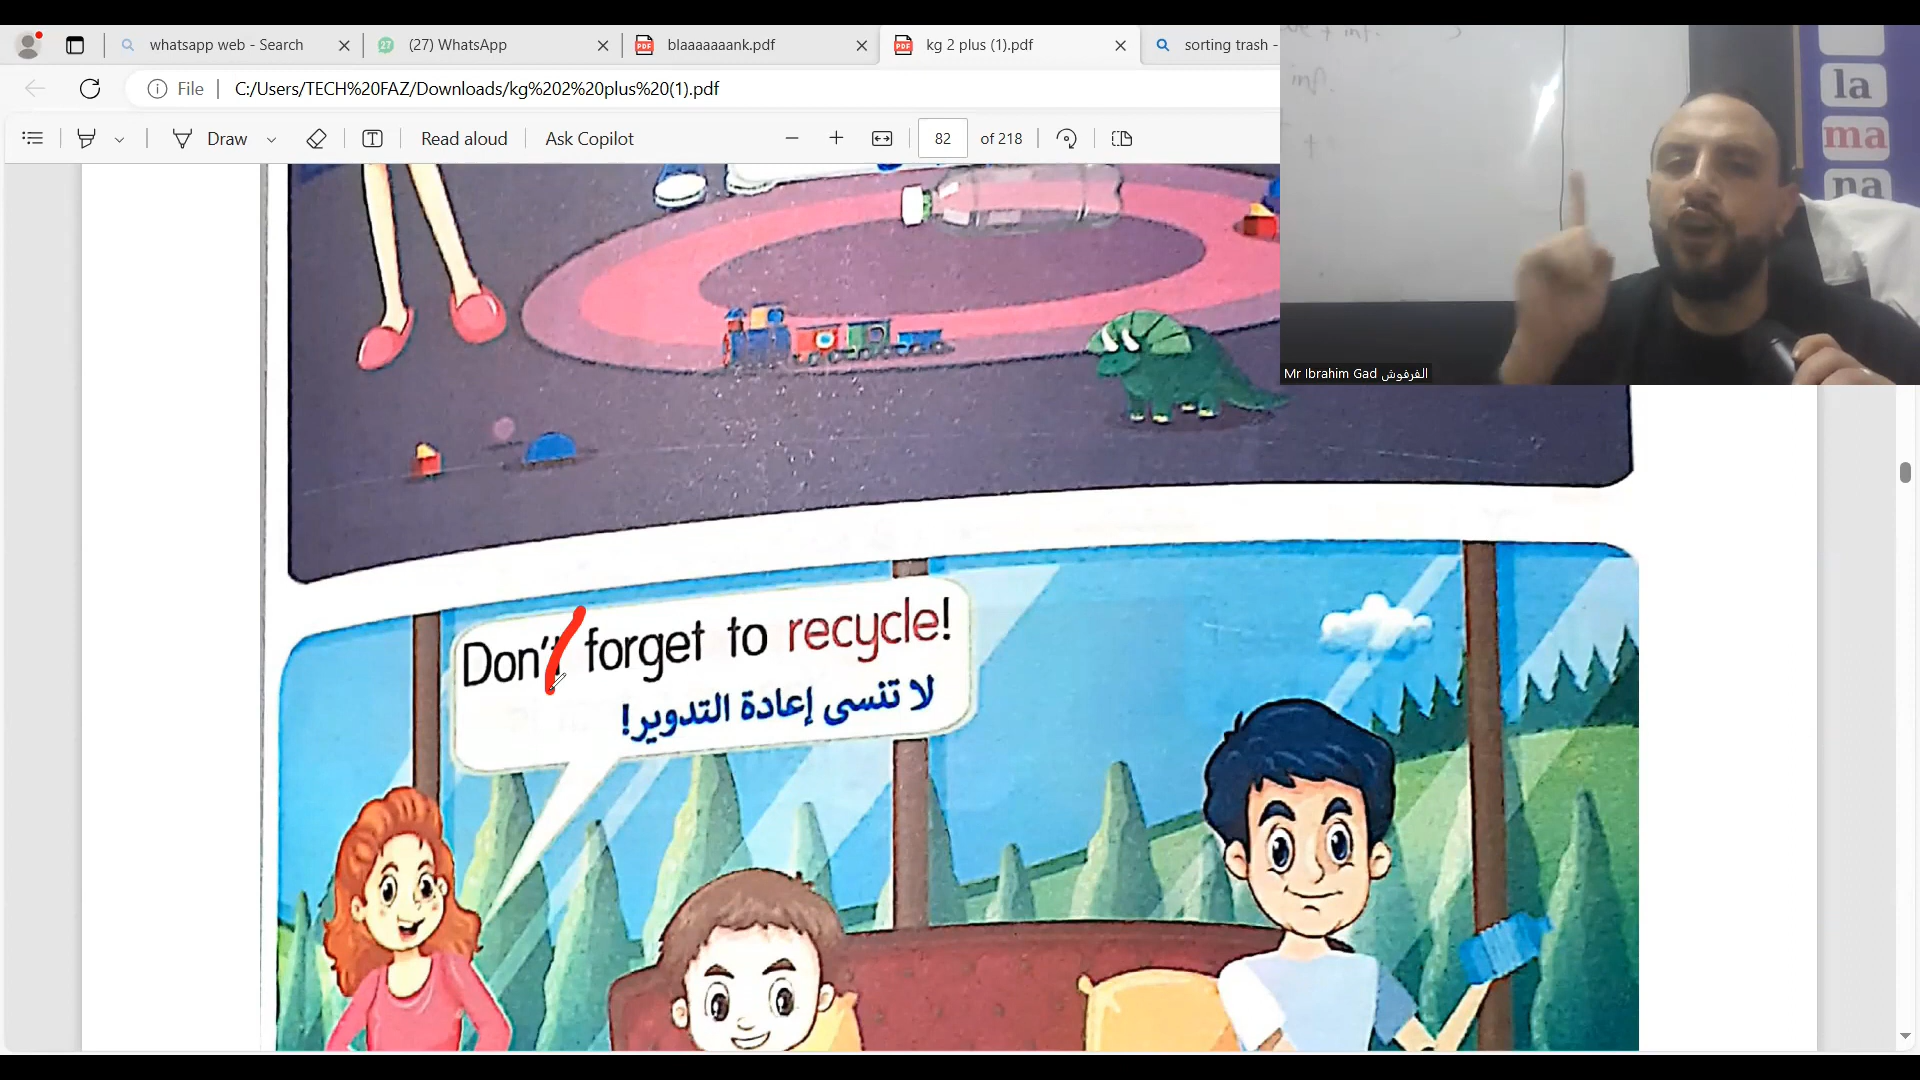 whatsapp web - Search
(27) WhatsApp
blaaaaaaank.pdf
kg 2 plus (1).pdf
sorting trash -
File
C:/Users/TECH%20FAZ/Downloads/kg%202%20plus%20(1).pdf
Draw
Read aloud
Ask Copilot
82
of 218
la
ma
na
Mr Ibrahim Gad الفرفوش
Don't forget to recycle!
لا تنسى إعادة التدوير!